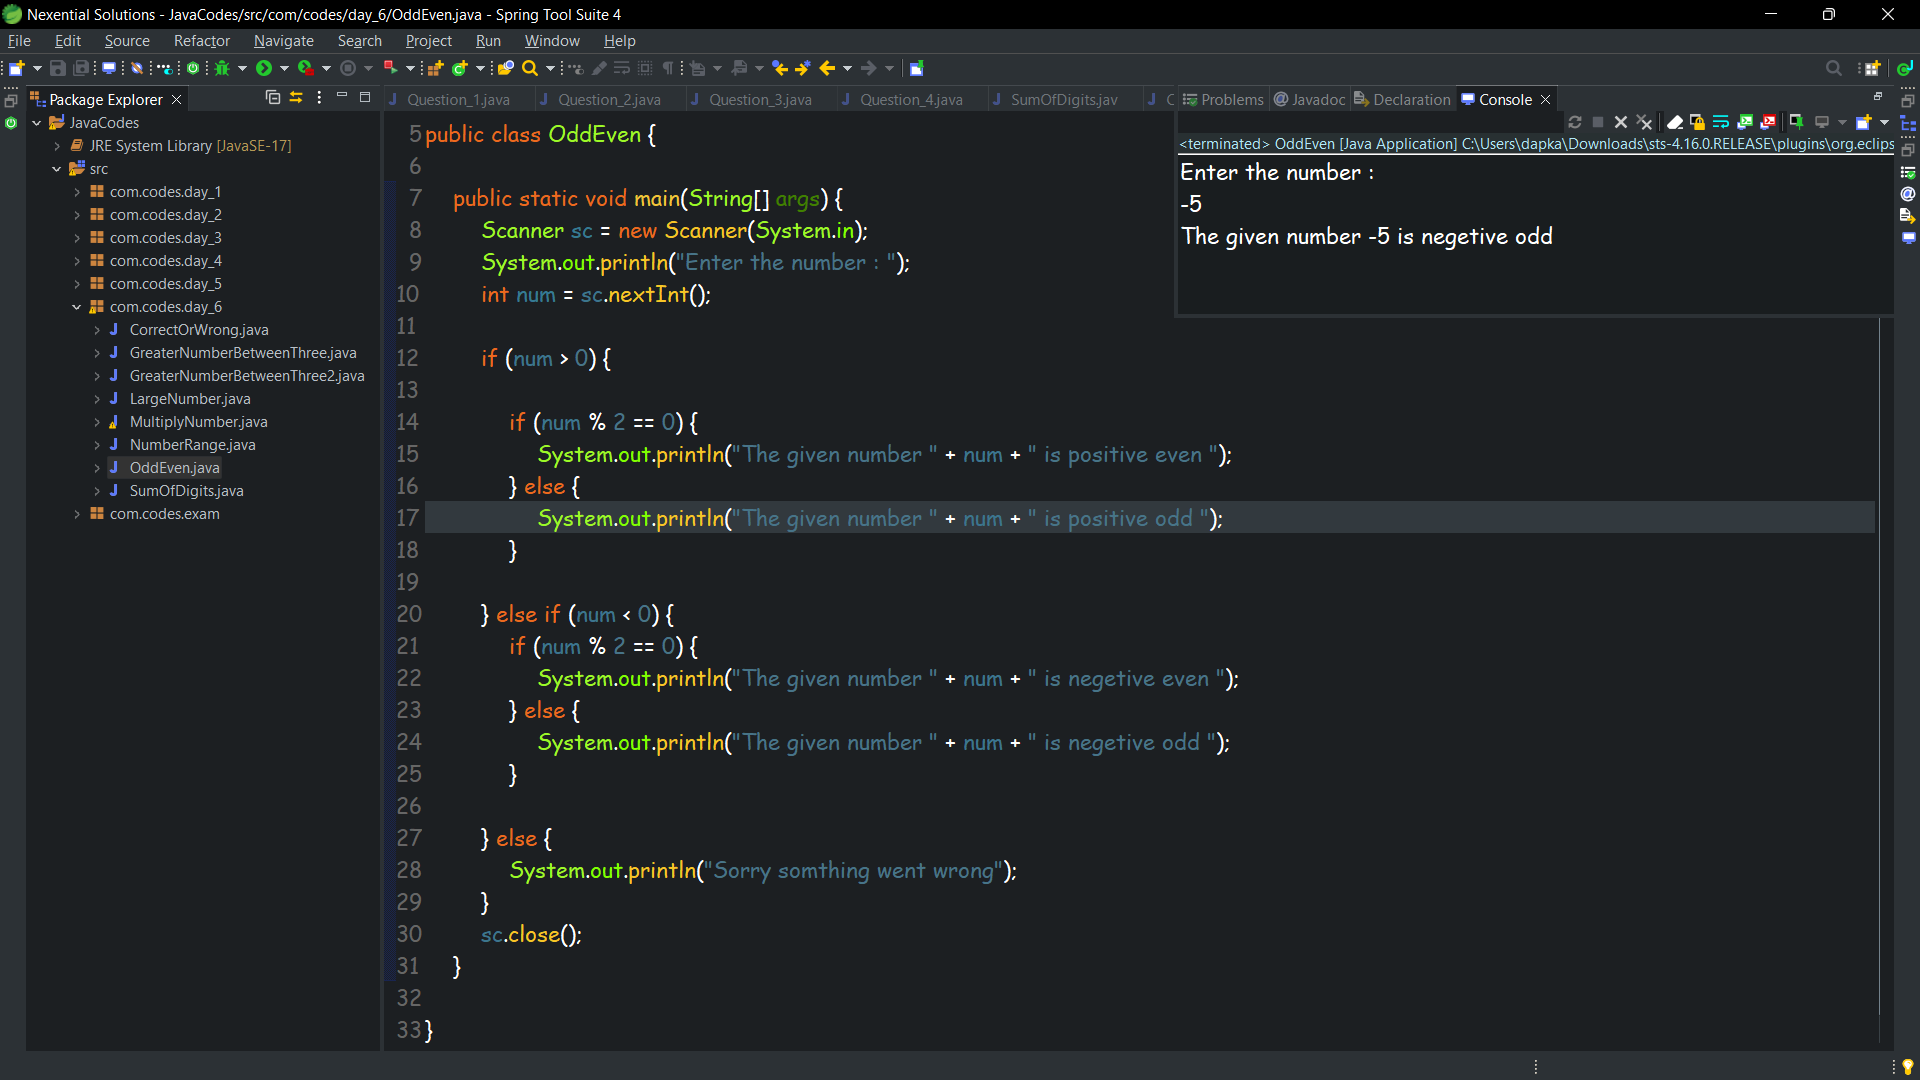 Nexential Solutions - JavaCodes/src/com/codes/day_6/OddEven.java - Spring Tool Suite 4
File Edit Source Refactor Navigate Search Project Run Window Help
Package Explorer
JavaCodes
JRE System Library [JavaSE-17]
src
com.codes.day_1
com.codes.day_2
com.codes.day_3
com.codes.day_4
com.codes.day_5
com.codes.day_6
CorrectOrWrong.java
GreaterNumberBetweenThree.java
GreaterNumberBetweenThree2.java
LargeNumber.java
MultiplyNumber.java
NumberRange.java
OddEven.java
SumOfDigits.java
com.codes.exam
Question_1.java Question_2.java Question_3.java Question_4.java SumOfDigits.jav
5 public class OddEven {
6
7 public static void main(String[] args) {
8 Scanner sc = new Scanner(System.in);
9 System.out.println("Enter the number : ");
10 int num = sc.nextInt();
11
12 if (num > 0) {
13
14 if (num % 2 == 0) {
15 System.out.println("The given number " + num + " is positive even ");
16 } else {
17 System.out.println("The given number " + num + " is positive odd ");
18 }
19
20 } else if (num < 0) {
21 if (num % 2 == 0) {
22 System.out.println("The given number " + num + " is negetive even ");
23 } else {
24 System.out.println("The given number " + num + " is negetive odd ");
25 }
26
27 } else {
28 System.out.println("Sorry somthing went wrong");
29 }
30 sc.close();
31 }
32
33 }
Problems Javadoc Declaration Console
<terminated> OddEven [Java Application] C:\Users\dapka\Downloads\sts-4.16.0.RELEASE\plugins\org.eclips
Enter the number :
-5
The given number -5 is negetive odd